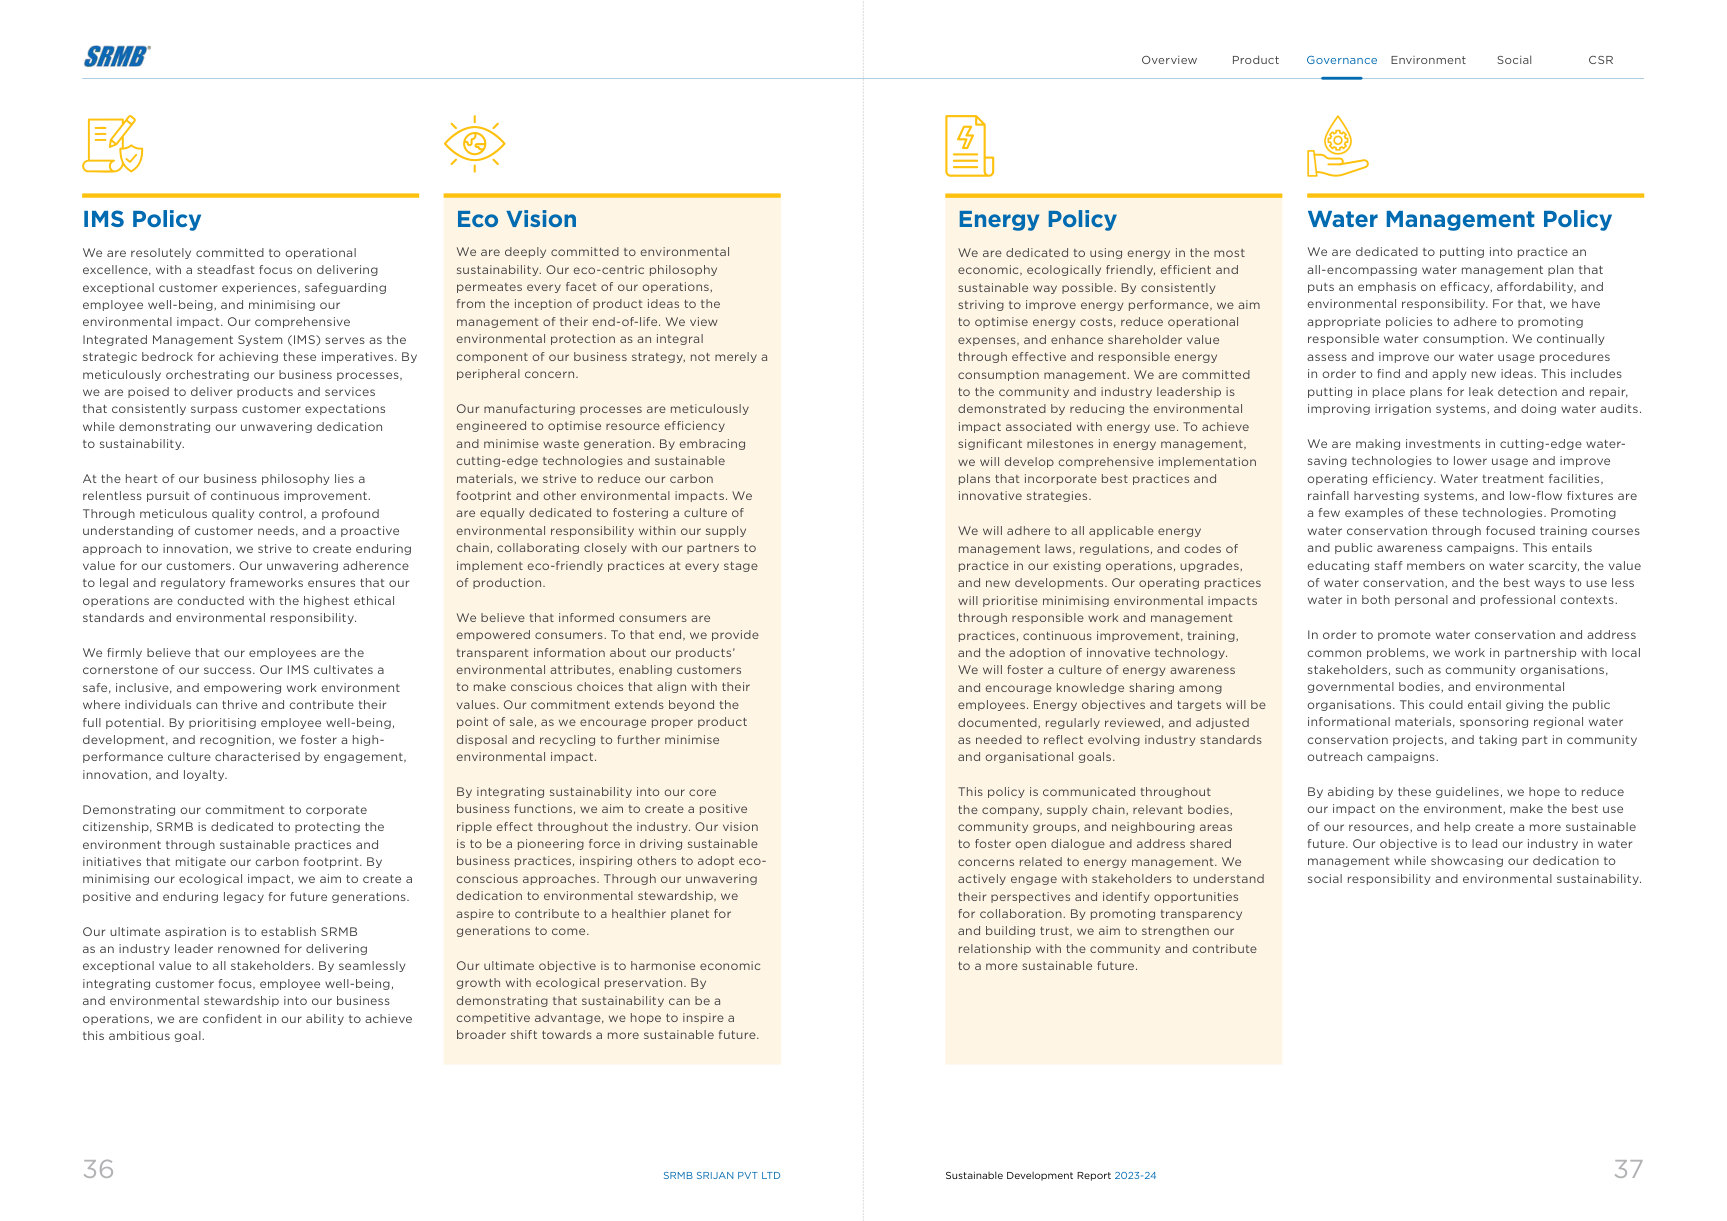 SRMB
Overview Product Governance Environment Social CSR
IMS Policy
We are resolutely committed to operational
excellence, with a steadfast focus on delivering
exceptional customer experiences, safeguarding
employee well-being, and minimising our
environmental impact. Our comprehensive
Integrated Management System (IMS) serves as the
strategic bedrock for achieving these imperatives. By
meticulously orchestrating our business processes,
we are poised to deliver products and services
that consistently surpass customer expectations
while demonstrating our unwavering dedication
to sustainability.
At the heart of our business philosophy lies a
relentless pursuit of continuous improvement.
Through meticulous quality control, a profound
understanding of customer needs, and a proactive
approach to innovation, we strive to create enduring
value for our customers. Our unwavering adherence
to legal and regulatory frameworks ensures that our
operations are conducted with the highest ethical
standards and environmental responsibility.
We firmly believe that our employees are the
cornerstone of our success. Our IMS cultivates a
safe, inclusive, and empowering work environment
where individuals can thrive and contribute their
full potential. By prioritising employee well-being,
development, and recognition, we foster a high-
performance culture characterised by engagement,
innovation, and loyalty.
Demonstrating our commitment to corporate
citizenship, SRMB is dedicated to protecting the
environment through sustainable practices and
initiatives that mitigate our carbon footprint. By
minimising our ecological impact, we aim to create a
positive and enduring legacy for future generations.
Our ultimate aspiration is to establish SRMB
as an industry leader renowned for delivering
exceptional value to all stakeholders. By seamlessly
integrating customer focus, employee well-being,
and environmental stewardship into our business
operations, we are confident in our ability to achieve
this ambitious goal.
Eco Vision
We are deeply committed to environmental
sustainability. Our eco-centric philosophy
permeates every facet of our operations,
from the inception of product ideas to the
management of their end-of-life. We view
environmental protection as an integral
component of our business strategy, not merely a
peripheral concern.
Our manufacturing processes are meticulously
engineered to optimise resource efficiency
and minimise waste generation. By embracing
cutting-edge technologies and sustainable
materials, we strive to reduce our carbon
footprint and other environmental impacts. We
are equally dedicated to fostering a culture of
environmental responsibility within our supply
chain, collaborating closely with our partners to
implement eco-friendly practices at every stage
of production.
We believe that informed consumers are
empowered consumers. To that end, we provide
transparent information about our products'
environmental attributes, enabling customers
to make conscious choices that align with their
values. Our commitment extends beyond the
point of sale, as we encourage proper product
disposal and recycling to further minimise
environmental impact.
By integrating sustainability into our core
business functions, we aim to create a positive
ripple effect throughout the industry. Our vision
is to be a pioneering force in driving sustainable
business practices, inspiring others to adopt eco-
conscious approaches. Through our unwavering
dedication to environmental stewardship, we
aspire to contribute to a healthier planet for
generations to come.
Our ultimate objective is to harmonise economic
growth with ecological preservation. By
demonstrating that sustainability can be a
competitive advantage, we hope to inspire a
broader shift towards a more sustainable future.
Energy Policy
We are dedicated to using energy in the most
economic, ecologically friendly, efficient and
sustainable way possible. By consistently
striving to improve energy performance, we aim
to optimise energy costs, reduce operational
expenses, and enhance shareholder value
through effective and responsible energy
consumption management. We are committed
to the community and industry leadership is
demonstrated by reducing the environmental
impact associated with energy use. To achieve
significant milestones in energy management,
we will develop comprehensive implementation
plans that incorporate best practices and
innovative strategies.
We will adhere to all applicable energy
management laws, regulations, and codes of
practice in our existing operations, upgrades,
and new developments. Our operating practices
will prioritise minimising environmental impacts
through responsible work and management
practices, continuous improvement, training,
and the adoption of innovative technology.
We will foster a culture of energy awareness
and encourage knowledge sharing among
employees. Energy objectives and targets will be
documented, regularly reviewed, and adjusted
as needed to reflect evolving industry standards
and organisational goals.
This policy is communicated throughout
the company, supply chain, relevant bodies,
community groups, and neighbouring areas
to foster open dialogue and address shared
concerns related to energy management. We
actively engage with stakeholders to understand
their perspectives and identify opportunities
for collaboration. By promoting transparency
and building trust, we aim to strengthen our
relationship with the community and contribute
to a more sustainable future.
Water Management Policy
We are dedicated to putting into practice an
all-encompassing water management plan that
puts an emphasis on efficacy, affordability, and
environmental responsibility. For that, we have
appropriate policies to adhere to promoting
responsible water consumption. We continually
assess and improve our water usage procedures
in order to find and apply new ideas. This includes
putting in place plans for leak detection and repair,
improving irrigation systems, and doing water audits.
We are making investments in cutting-edge water-
saving technologies to lower usage and improve
operating efficiency. Water treatment facilities,
rainfall harvesting systems, and low-flow fixtures are
a few examples of these technologies. Promoting
water conservation through focused training courses
and public awareness campaigns. This entails
educating staff members on water scarcity, the value
of water conservation, and the best ways to use less
water in both personal and professional contexts.
In order to promote water conservation and address
common problems, we work in partnership with local
stakeholders, such as community organisations,
governmental bodies, and environmental
organisations. This could entail giving the public
informational materials, sponsoring regional water
conservation projects, and taking part in community
outreach campaigns.
By abiding by these guidelines, we hope to reduce
our impact on the environment, make the best use
of our resources, and help create a more sustainable
future. Our objective is to lead our industry in water
management while showcasing our dedication to
social responsibility and environmental sustainability.
36
SRMB SRIJAN PVT LTD
Sustainable Development Report 2023-24
37